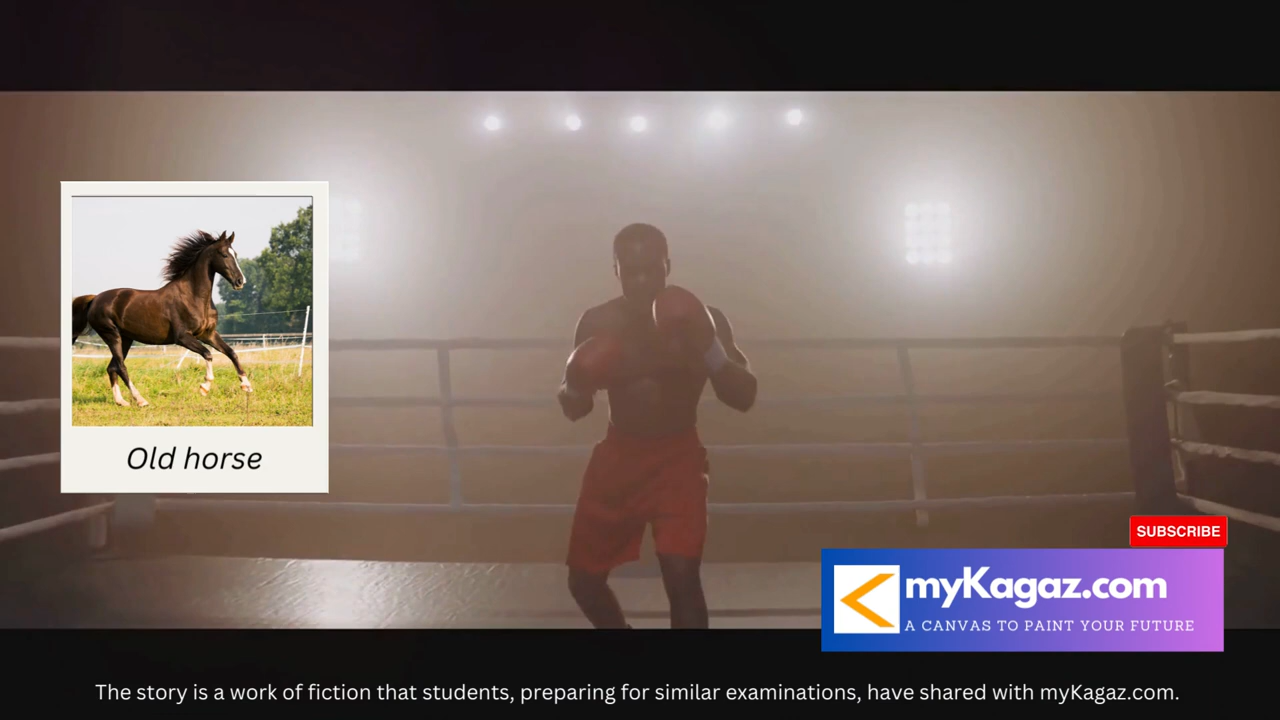 Old horse
SUBSCRIBE
myKagaz.com
A CANVAS TO PAINT YOUR FUTURE
The story is a work of fiction that students, preparing for similar examinations, have shared with myKagaz.com.